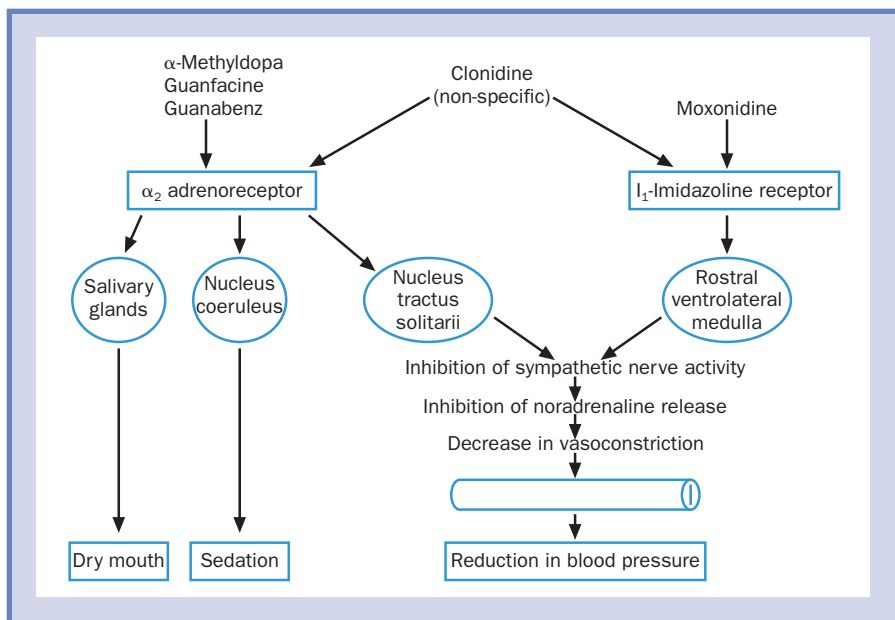 α-Methyldopa
Guanfacine
Guanabenz
Clonidine
(non-specific)
Moxonidine
α₂ adrenoreceptor
I₁-Imidazoline receptor
Salivary
glands
Nucleus
coeruleus
Nucleus
tractus
solitarii
Rostral
ventrolateral
medulla
Inhibition of sympathetic nerve activity
Inhibition of noradrenaline release
Decrease in vasoconstriction
Dry mouth
Sedation
Reduction in blood pressure